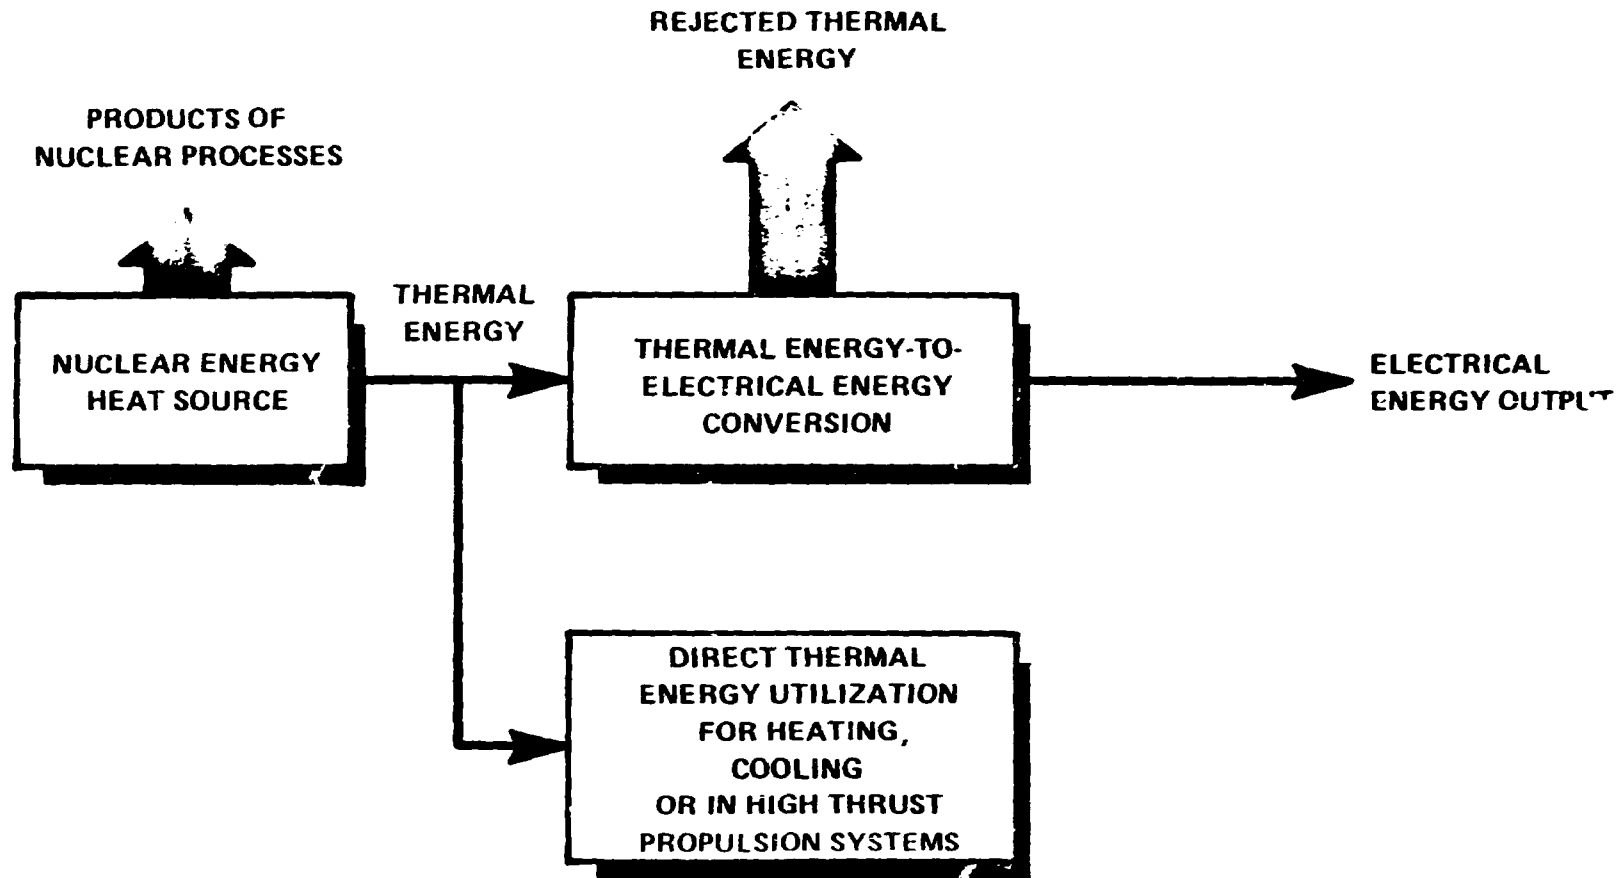 REJECTED THERMAL
ENERGY
PRODUCTS OF
NUCLEAR PROCESSES
THERMAL
ENERGY
NUCLEAR ENERGY
HEAT SOURCE
THERMAL ENERGY-TO-
ELECTRICAL ENERGY
CONVERSION
ELECTRICAL
ENERGY OUTPUT
DIRECT THERMAL
ENERGY UTILIZATION
FOR HEATING,
COOLING
OR IN HIGH THRUST
PROPULSION SYSTEMS